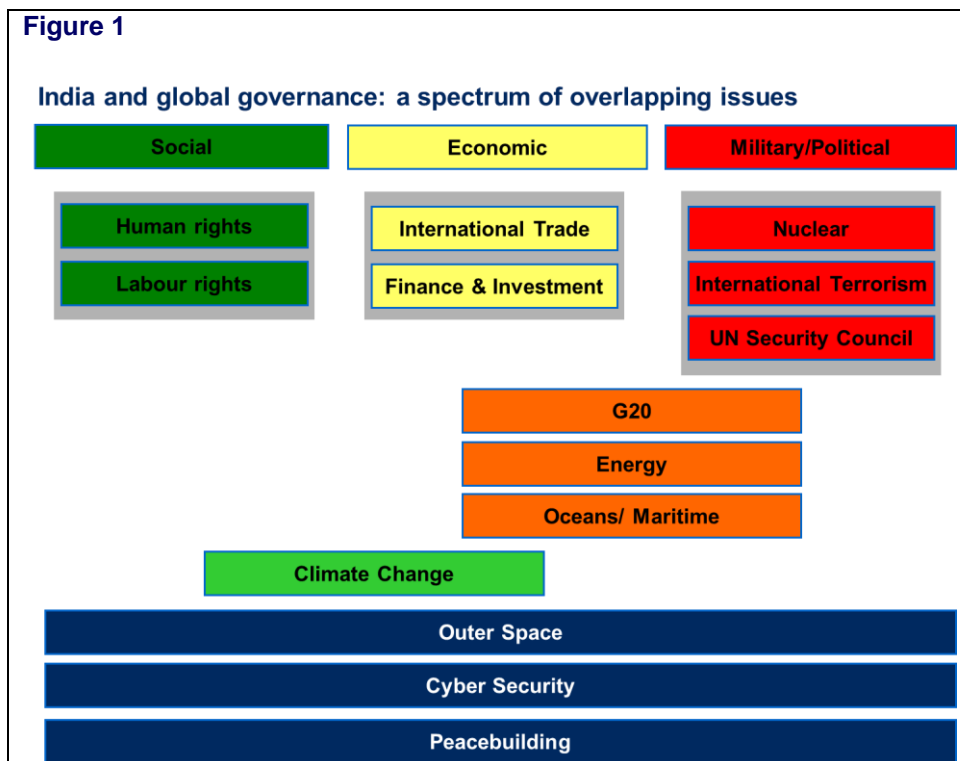 Figure 1
India and global governance: a spectrum of overlapping issues
Social
Economic
Military/Political
Human rights
International Trade
Nuclear
Labour rights
Finance & Investment
International Terrorism
UN Security Council
G20
Energy
Oceans/ Maritime
Climate Change
Outer Space
Cyber Security
Peacebuilding